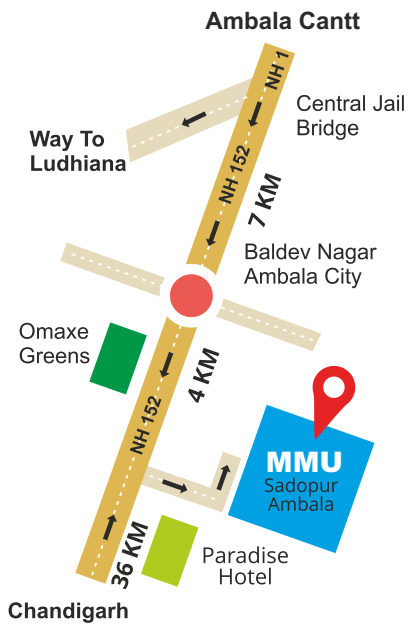 Ambala Cantt
NH 1
Central Jail
Bridge
Way To
Ludhiana
NH 152
7 KM
Baldev Nagar
Ambala City
Omaxe
Greens
4 KM
NH 152
MMU
Sadopur
Ambala
36 KM
Paradise
Hotel
Chandigarh